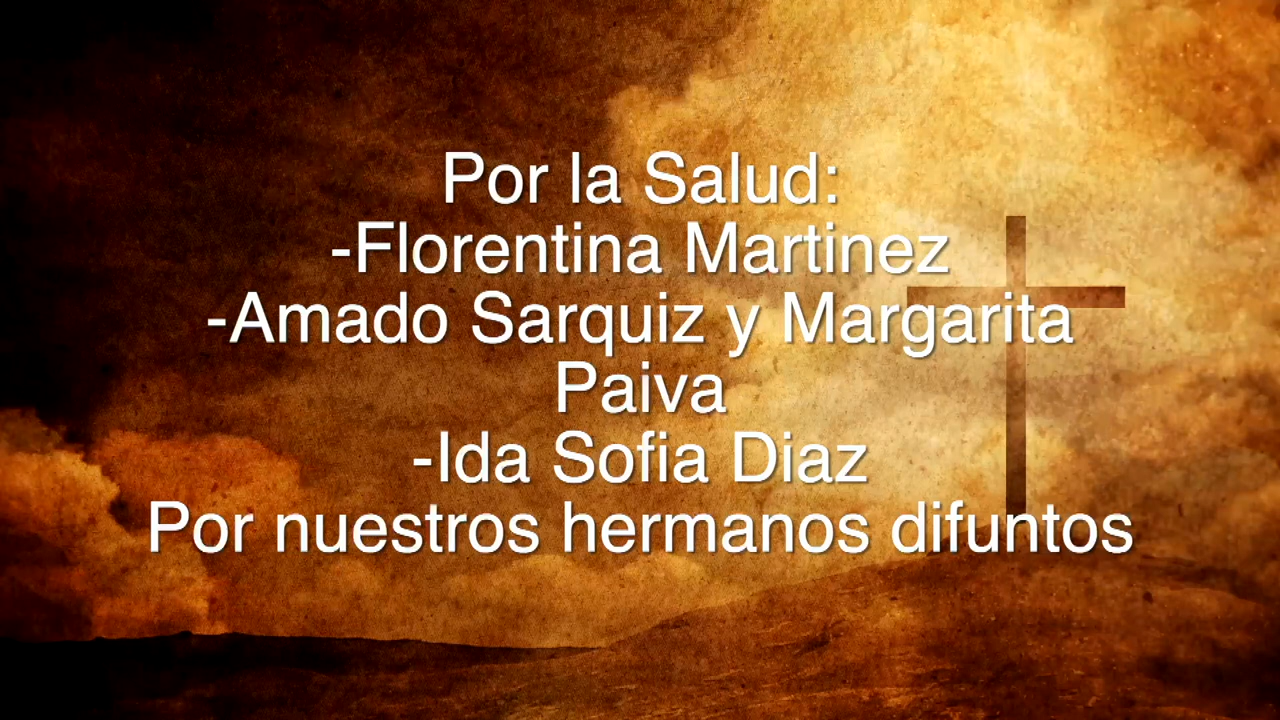 Por la Salud:
-Florentina Martinez
-Amado Sarquiz y Margarita
Paiva
-Ida Sofia Diaz
Por nuestros hermanos difuntos